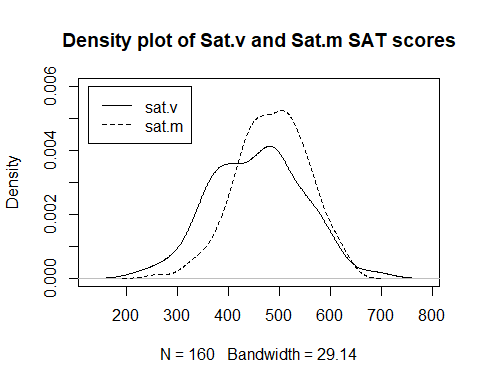 Density plot of Sat.v and Sat.m SAT scores
sat.v
sat.m
Density
0.006
0.004
0.002
0.000
200 300 400 500 600 700 800
N = 160 Bandwidth = 29.14